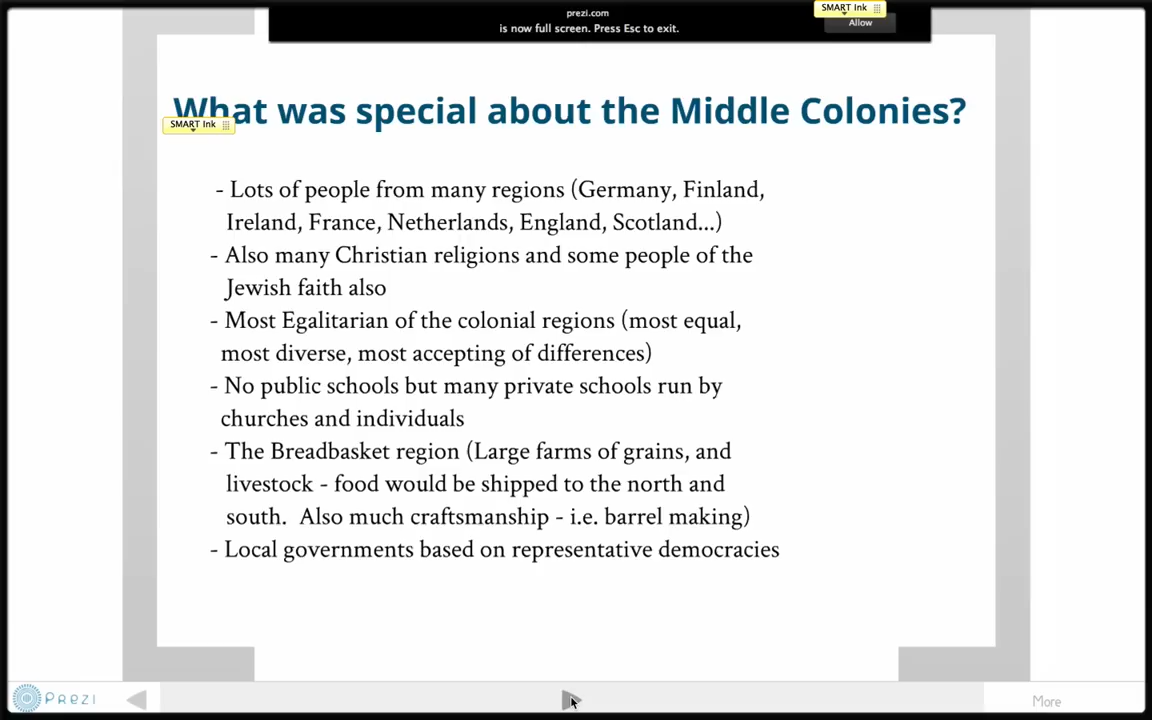 prezi.com
is now full screen. Press Esc to exit.
SMART Ink
Allow
What was special about the Middle Colonies?
SMART Ink
- Lots of people from many regions (Germany, Finland,
Ireland, France, Netherlands, England, Scotland...)
- Also many Christian religions and some people of the
Jewish faith also
- Most Egalitarian of the colonial regions (most equal,
most diverse, most accepting of differences)
- No public schools but many private schools run by
churches and individuals
- The Breadbasket region (Large farms of grains, and
livestock - food would be shipped to the north and
south.  Also much craftsmanship - i.e. barrel making)
- Local governments based on representative democracies
PREZI
More